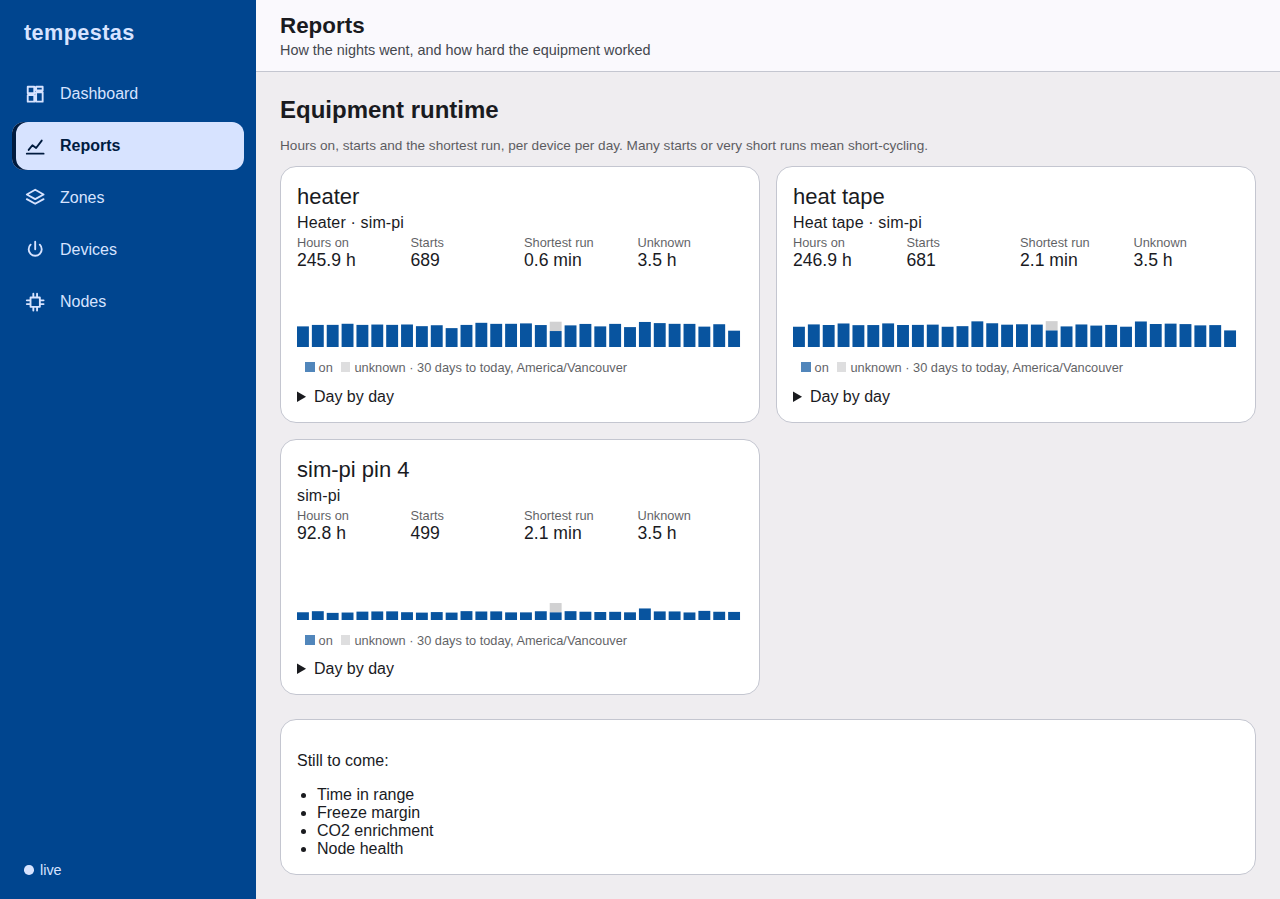 tempestas
Dashboard
Reports
Zones
Devices
Nodes
live
Reports
How the nights went, and how hard the equipment worked
Equipment runtime
Hours on, starts and the shortest run, per device per day. Many starts or very short runs mean short-cycling.
heater
Heater · sim-pi
Hours on Starts Shortest run Unknown
245.9 h 689 0.6 min 3.5 h
on unknown · 30 days to today, America/Vancouver
Day by day
heat tape
Heat tape · sim-pi
Hours on Starts Shortest run Unknown
246.9 h 681 2.1 min 3.5 h
on unknown · 30 days to today, America/Vancouver
Day by day
sim-pi pin 4
sim-pi
Hours on Starts Shortest run Unknown
92.8 h 499 2.1 min 3.5 h
on unknown · 30 days to today, America/Vancouver
Day by day
Still to come:
• Time in range
• Freeze margin
• CO2 enrichment
• Node health